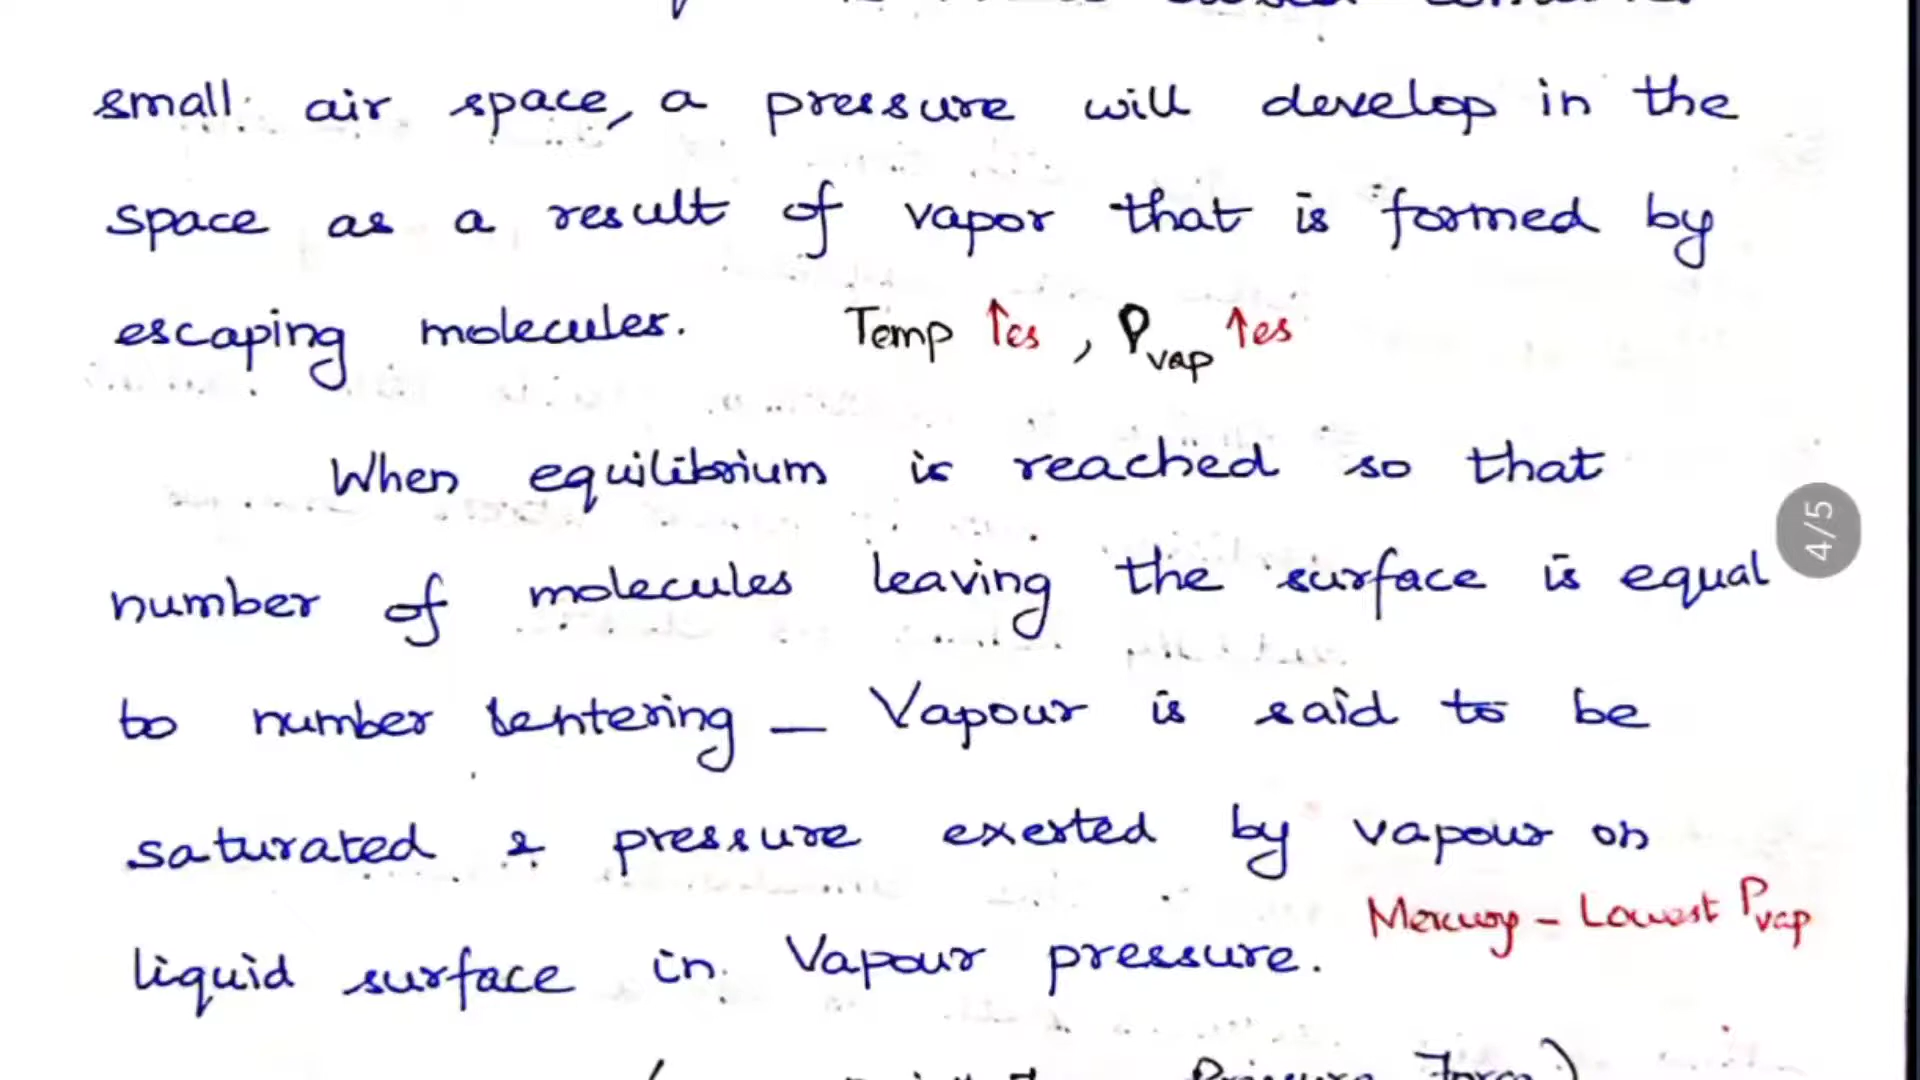 small air space, a pressure will develop in the
space as a result of vapor that is formed by
escaping molecules. Temp ↑es , Pvap ↑es
When equilibrium is reached so that
number of molecules leaving the surface is equal
4/5
to number entering – Vapour is said to be
saturated & pressure exerted by vapour on
Mercury – Lowest Pvap
liquid surface in Vapour pressure.